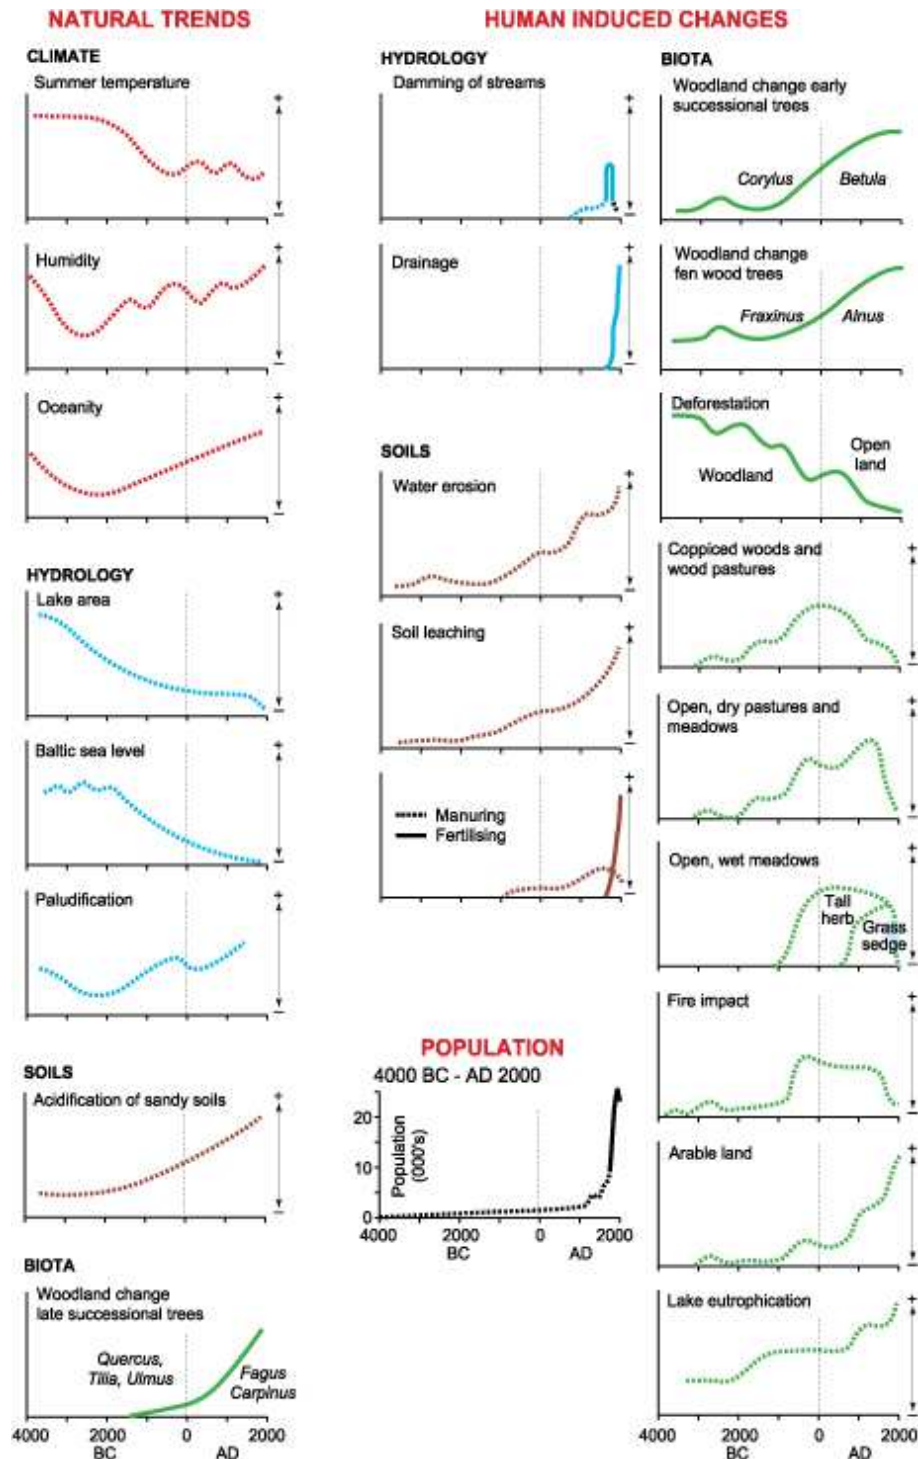 NATURAL TRENDS
CLIMATE
Summer temperature
+
–
Humidity
+
–
Oceanity
+
–
HYDROLOGY
Lake area
+
–
Baltic sea level
+
–
Paludification
+
–
SOILS
Acidification of sandy soils
+
–
BIOTA
Woodland change
late successional trees
Quercus,
Tilia, Ulmus
Fagus
Carpinus
4000 2000 0 2000
BC AD
HUMAN INDUCED CHANGES
HYDROLOGY
Damming of streams
+
–
Drainage
+
–
SOILS
Water erosion
+
–
Soil leaching
+
–
Manuring
Fertilising
+
–
POPULATION
4000 BC - AD 2000
Population
(000's)
20
10
0
4000 2000 0 2000
BC AD
BIOTA
Woodland change early
successional trees
Corylus Betula
Woodland change
fen wood trees
Fraxinus Alnus
Deforestation
Woodland
Open
land
Coppiced woods and
wood pastures
+
–
Open, dry pastures and
meadows
+
–
Open, wet meadows
Tall
herb
Grass
sedge
+
–
Fire impact
+
–
Arable land
+
–
Lake eutrophication
+
–
4000 2000 0 2000
BC AD